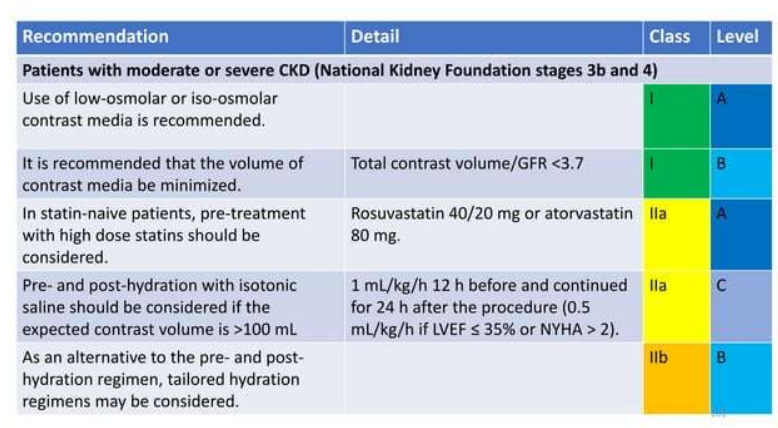 Recommendation Detail Class Level
Patients with moderate or severe CKD (National Kidney Foundation stages 3b and 4)
Use of low-osmolar or iso-osmolar
contrast media is recommended.
I A
It is recommended that the volume of
contrast media be minimized.
Total contrast volume/GFR <3.7
I B
In statin-naive patients, pre-treatment
with high dose statins should be
considered.
Rosuvastatin 40/20 mg or atorvastatin
80 mg.
IIa A
Pre- and post-hydration with isotonic
saline should be considered if the
expected contrast volume is >100 mL
1 mL/kg/h 12 h before and continued
for 24 h after the procedure (0.5
mL/kg/h if LVEF ≤ 35% or NYHA > 2).
IIa C
As an alternative to the pre- and post-
hydration regimen, tailored hydration
regimens may be considered.
IIb B